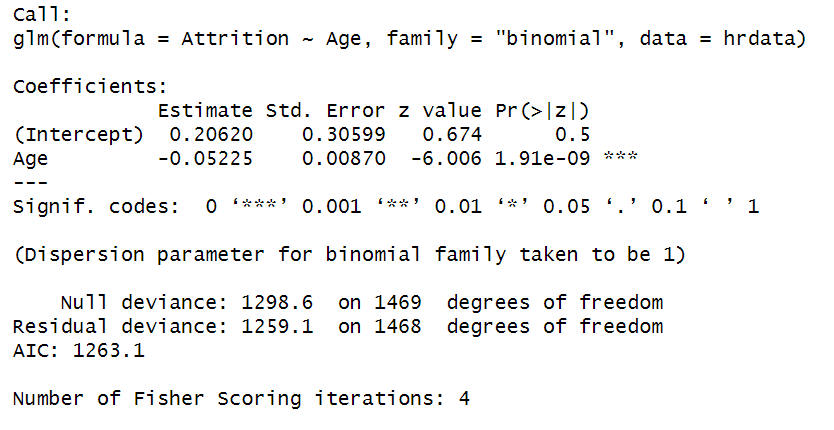 Call:
glm(formula = Attrition ~ Age, family = "binomial", data = hrdata)
Coefficients:
Estimate Std. Error z value Pr(>|z|)
(Intercept) 0.20620 0.30599 0.674 0.5
Age -0.05225 0.00870 -6.006 1.91e-09 ***
---
Signif. codes: 0 ‘***’ 0.001 ‘**’ 0.01 ‘*’ 0.05 ‘.’ 0.1 ‘ ’ 1
(Dispersion parameter for binomial family taken to be 1)
Null deviance: 1298.6 on 1469 degrees of freedom
Residual deviance: 1259.1 on 1468 degrees of freedom
AIC: 1263.1
Number of Fisher Scoring iterations: 4